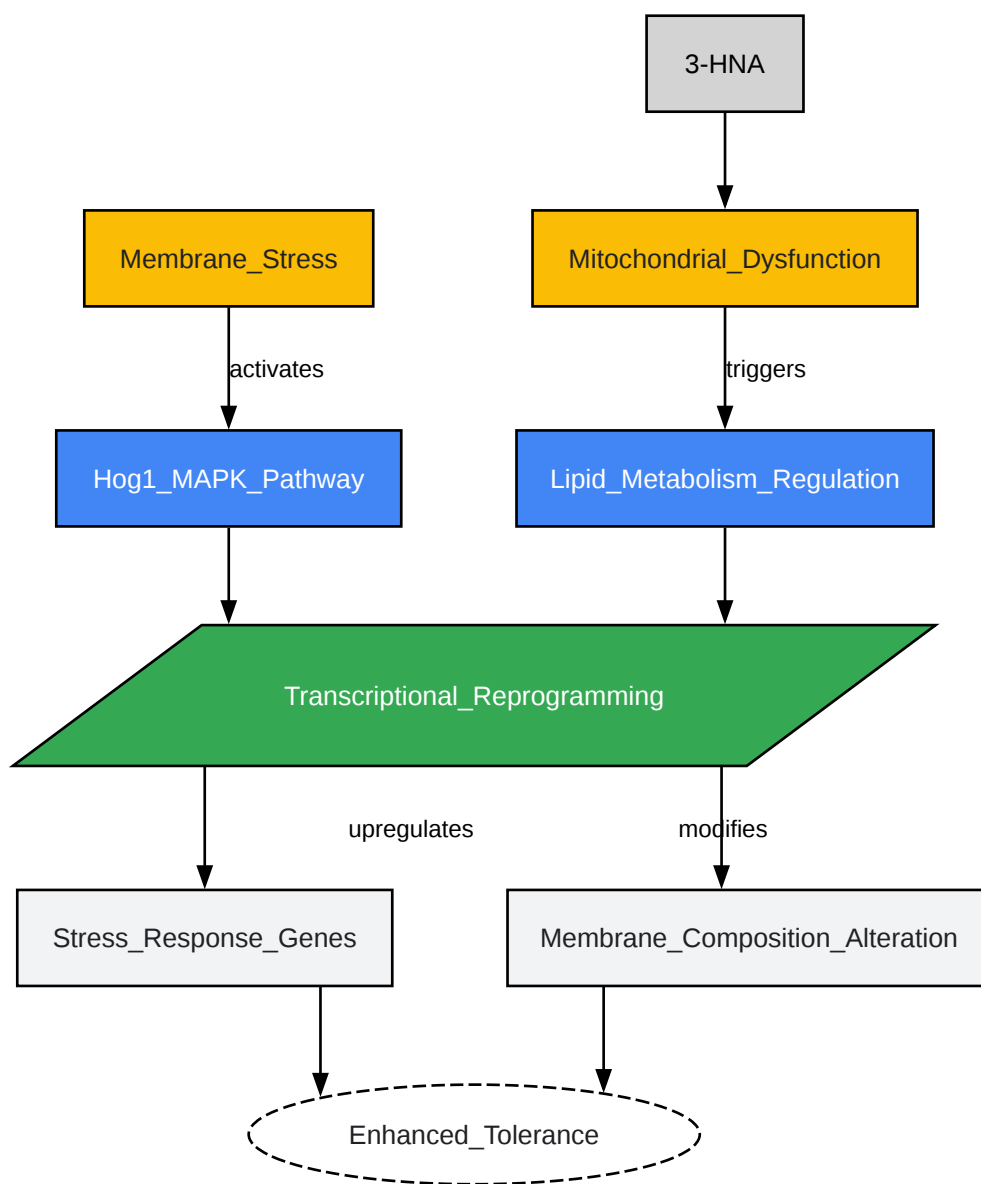 3-HNA
Membrane_Stress
Mitochondrial_Dysfunction
activates
triggers
Hog1_MAPK_Pathway
Lipid_Metabolism_Regulation
Transcriptional_Reprogramming
upregulates
modifies
Stress_Response_Genes
Membrane_Composition_Alteration
Enhanced_Tolerance